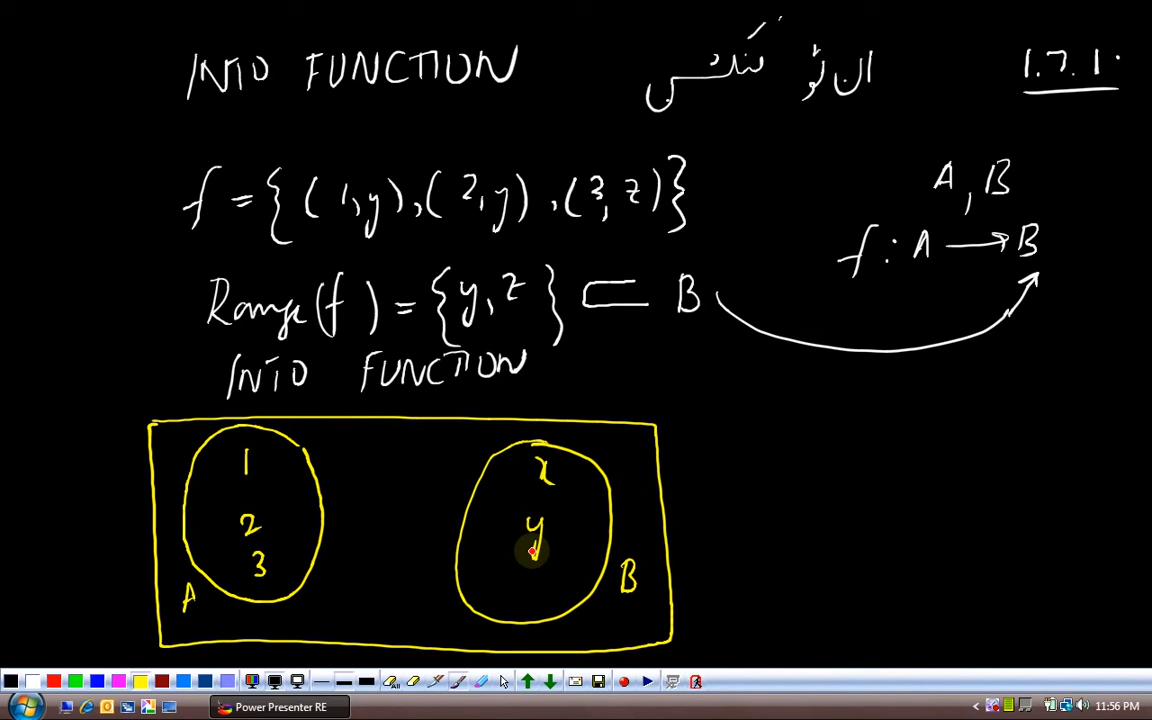 INTO FUNCTION ان ٹو فنکشن 1.7.1.
f = {(1,y),(2,y),(3,z)}
A, B
f : A → B
Range(f) = {y,z} ⊏ B
INTO FUNCTION
1
2
3
A
x
y
B
Power Presenter RE
11:56 PM